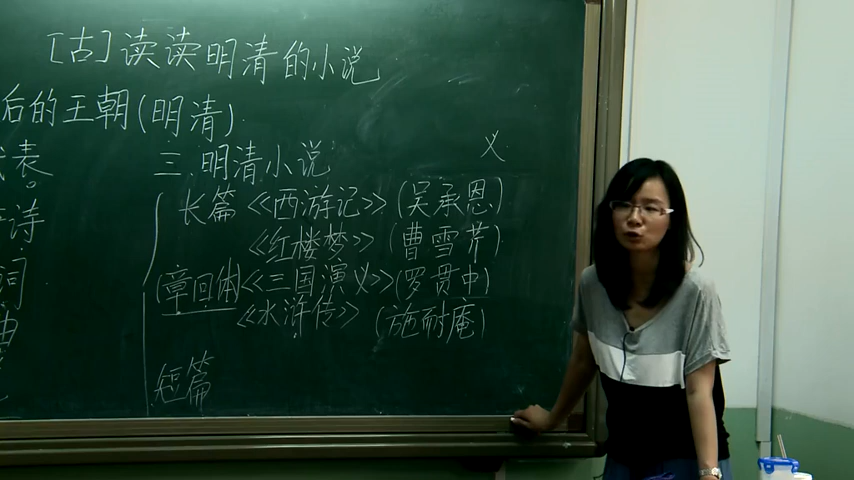 [古]读读明清的小说
后的王朝(明清).
表。
三.明清小说
义
诗
长篇《西游记》(吴承恩)
《红楼梦》(曹雪芹)
词
(章回体)《三国演义》(罗贯中)
曲
《水浒传》(施耐庵)
短篇